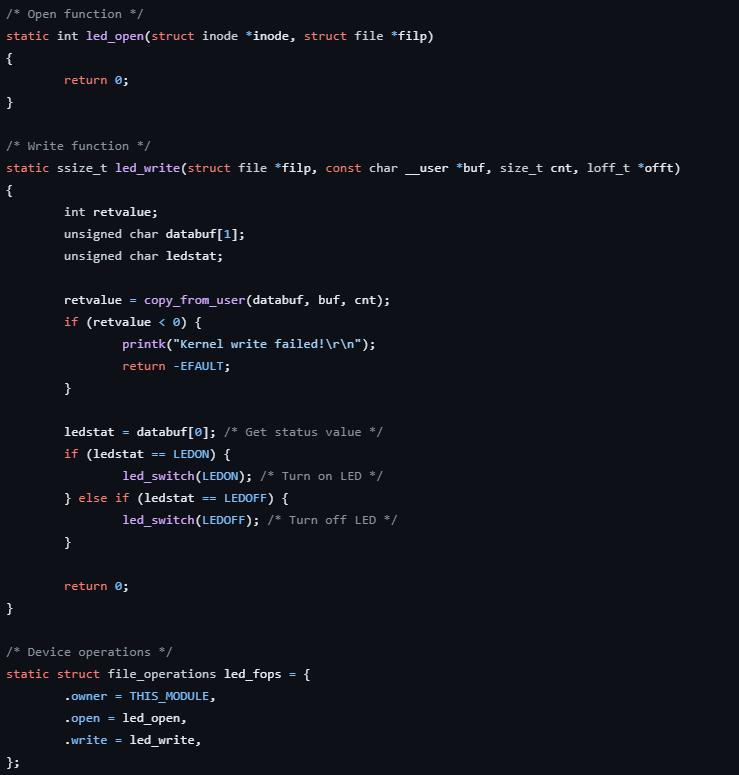 /* Open function */
static int led_open(struct inode *inode, struct file *filp)
{
        return 0;
}

/* Write function */
static ssize_t led_write(struct file *filp, const char __user *buf, size_t cnt, loff_t *offt)
{
        int retvalue;
        unsigned char databuf[1];
        unsigned char ledstat;

        retvalue = copy_from_user(databuf, buf, cnt);
        if (retvalue < 0) {
                printk("Kernel write failed!\r\n");
                return -EFAULT;
        }

        ledstat = databuf[0]; /* Get status value */
        if (ledstat == LEDON) {
                led_switch(LEDON); /* Turn on LED */
        } else if (ledstat == LEDOFF) {
                led_switch(LEDOFF); /* Turn off LED */
        }

        return 0;
}

/* Device operations */
static struct file_operations led_fops = {
        .owner = THIS_MODULE,
        .open = led_open,
        .write = led_write,
};